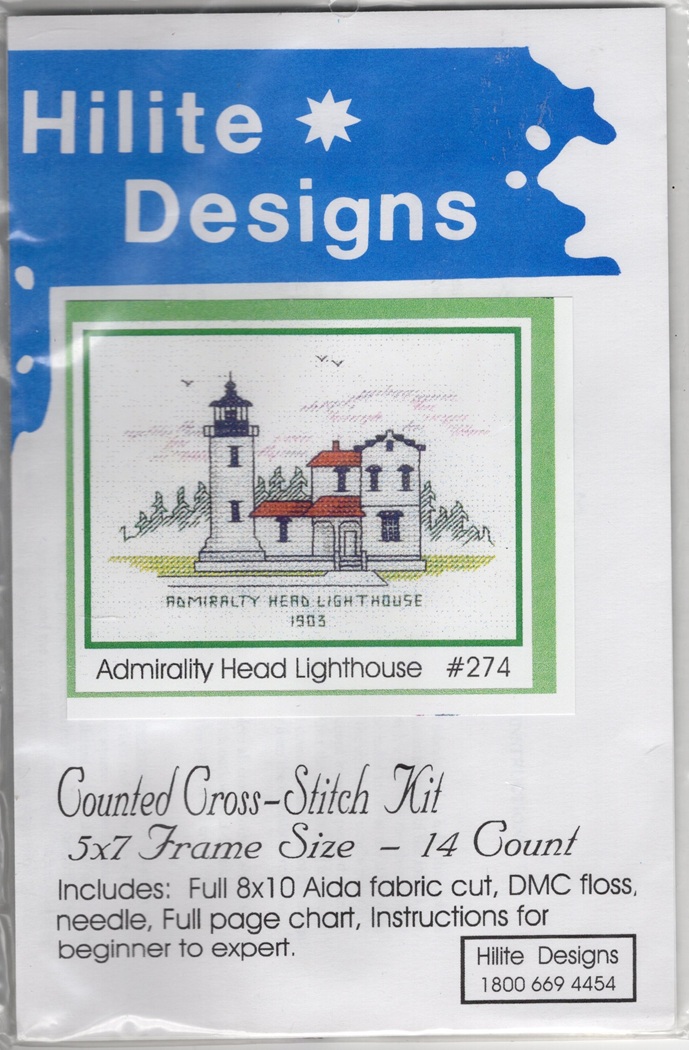 Hilite
Designs
ADMIRALTY HEAD LIGHTHOUSE
1903
Admirality Head Lighthouse #274
Counted Cross-Stitch Kit
5x7 Frame Size - 14 Count
Includes: Full 8x10 Aida fabric cut, DMC floss,
needle, Full page chart, Instructions for
beginner to expert.
Hilite Designs
1800 669 4454